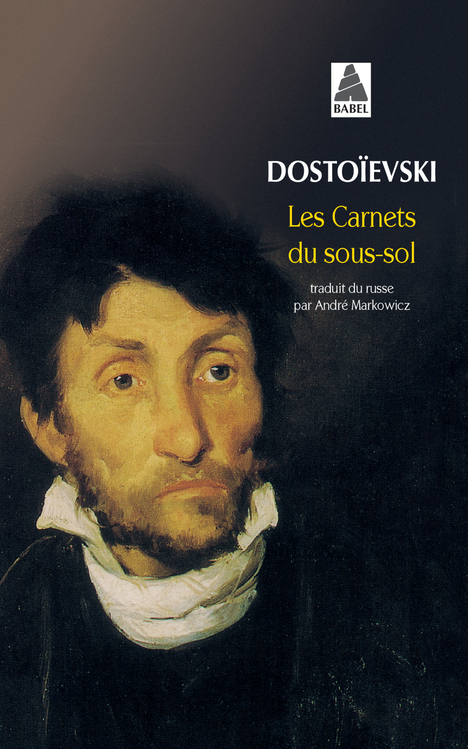 BABEL
DOSTOÏEVSKI
Les Carnets
du sous-sol
traduit du russe
par André Markowicz